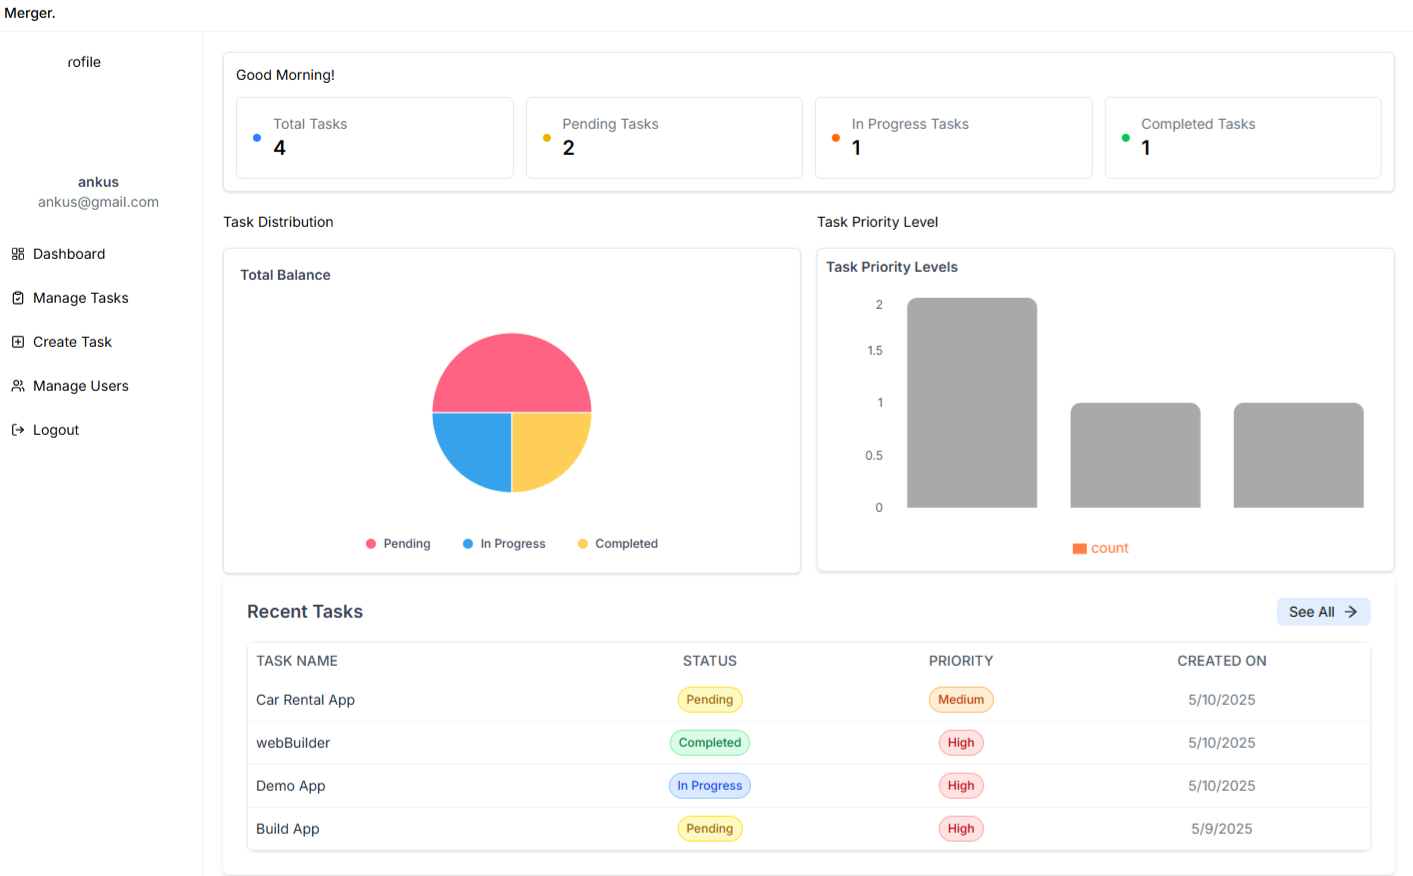 Merger.
rofile
ankus
ankus@gmail.com
Dashboard
Manage Tasks
Create Task
Manage Users
Logout
Good Morning!
Total Tasks
4
Pending Tasks
2
In Progress Tasks
1
Completed Tasks
1
Task Distribution
Total Balance
Pending In Progress Completed
Task Priority Level
Task Priority Levels
2
1.5
1
0.5
0
count
Recent Tasks
See All
TASK NAME STATUS PRIORITY CREATED ON
Car Rental App Pending Medium 5/10/2025
webBuilder Completed High 5/10/2025
Demo App In Progress High 5/10/2025
Build App Pending High 5/9/2025